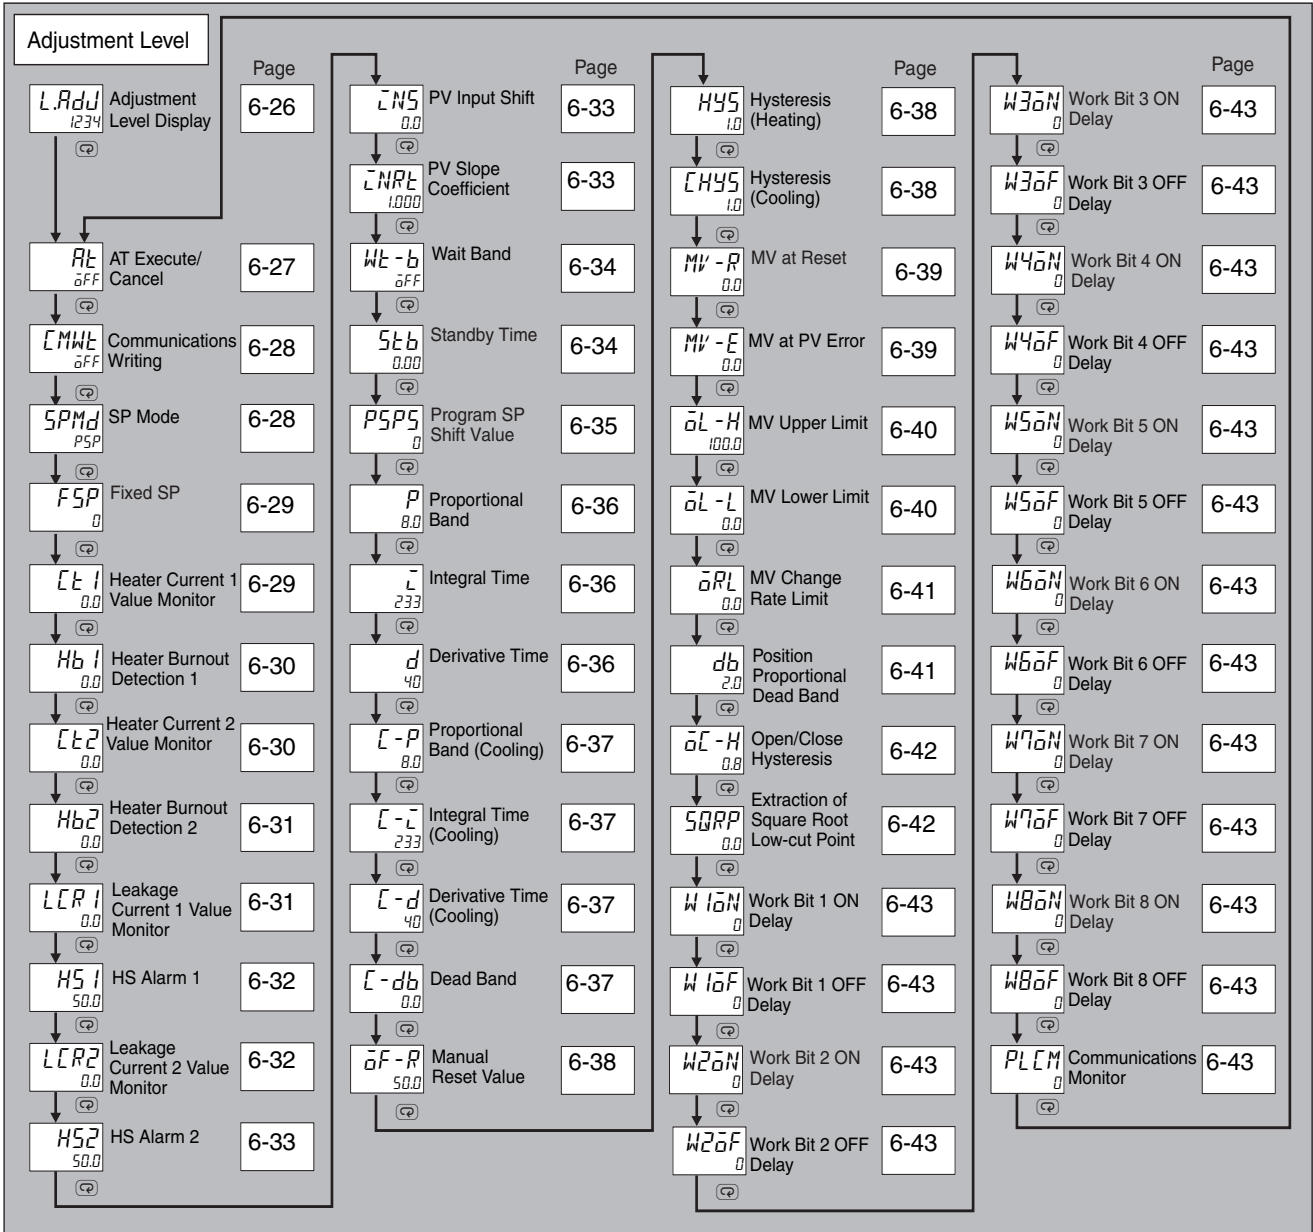 Adjustment Level
Page
L.AdJ
1234
Adjustment
Level Display
6-26
At
oFF
AT Execute/
Cancel
6-27
CMWt
oFF
Communications
Writing
6-28
SPMd
PSP
SP Mode
6-28
FSP
0
Fixed SP
6-29
Ct1
0.0
Heater Current 1
Value Monitor
6-29
Hb1
0.0
Heater Burnout
Detection 1
6-30
Ct2
0.0
Heater Current 2
Value Monitor
6-30
Hb2
0.0
Heater Burnout
Detection 2
6-31
LCR1
0.0
Leakage
Current 1 Value
Monitor
6-31
HS1
50.0
HS Alarm 1
6-32
LCR2
0.0
Leakage
Current 2 Value
Monitor
6-32
HS2
50.0
HS Alarm 2
6-33
Page
iNS
0.0
PV Input Shift
6-33
iNRt
1.000
PV Slope
Coefficient
6-33
Wt-b
oFF
Wait Band
6-34
Stb
0.00
Standby Time
6-34
PSPS
0
Program SP
Shift Value
6-35
P
8.0
Proportional
Band
6-36
i
233
Integral Time
6-36
d
40
Derivative Time
6-36
C-P
8.0
Proportional
Band (Cooling)
6-37
C-i
233
Integral Time
(Cooling)
6-37
C-d
40
Derivative Time
(Cooling)
6-37
C-db
0.0
Dead Band
6-37
oF-R
50.0
Manual
Reset Value
6-38
Page
HYS
1.0
Hysteresis
(Heating)
6-38
CHYS
1.0
Hysteresis
(Cooling)
6-38
MV-R
0.0
MV at Reset
6-39
MV-E
0.0
MV at PV Error
6-39
oL-H
100.0
MV Upper Limit
6-40
oL-L
0.0
MV Lower Limit
6-40
oRL
0.0
MV Change
Rate Limit
6-41
db
2.0
Position
Proportional
Dead Band
6-41
oC-H
0.8
Open/Close
Hysteresis
6-42
SQRP
0.0
Extraction of
Square Root
Low-cut Point
6-42
W1oN
0
Work Bit 1 ON
Delay
6-43
W1oF
0
Work Bit 1 OFF
Delay
6-43
W2oN
0
Work Bit 2 ON
Delay
6-43
W2oF
0
Work Bit 2 OFF
Delay
6-43
Page
W3oN
0
Work Bit 3 ON
Delay
6-43
W3oF
0
Work Bit 3 OFF
Delay
6-43
W4oN
0
Work Bit 4 ON
Delay
6-43
W4oF
0
Work Bit 4 OFF
Delay
6-43
W5oN
0
Work Bit 5 ON
Delay
6-43
W5oF
0
Work Bit 5 OFF
Delay
6-43
W6oN
0
Work Bit 6 ON
Delay
6-43
W6oF
0
Work Bit 6 OFF
Delay
6-43
W7oN
0
Work Bit 7 ON
Delay
6-43
W7oF
0
Work Bit 7 OFF
Delay
6-43
W8oN
0
Work Bit 8 ON
Delay
6-43
W8oF
0
Work Bit 8 OFF
Delay
6-43
PLCM
0
Communications
Monitor
6-43